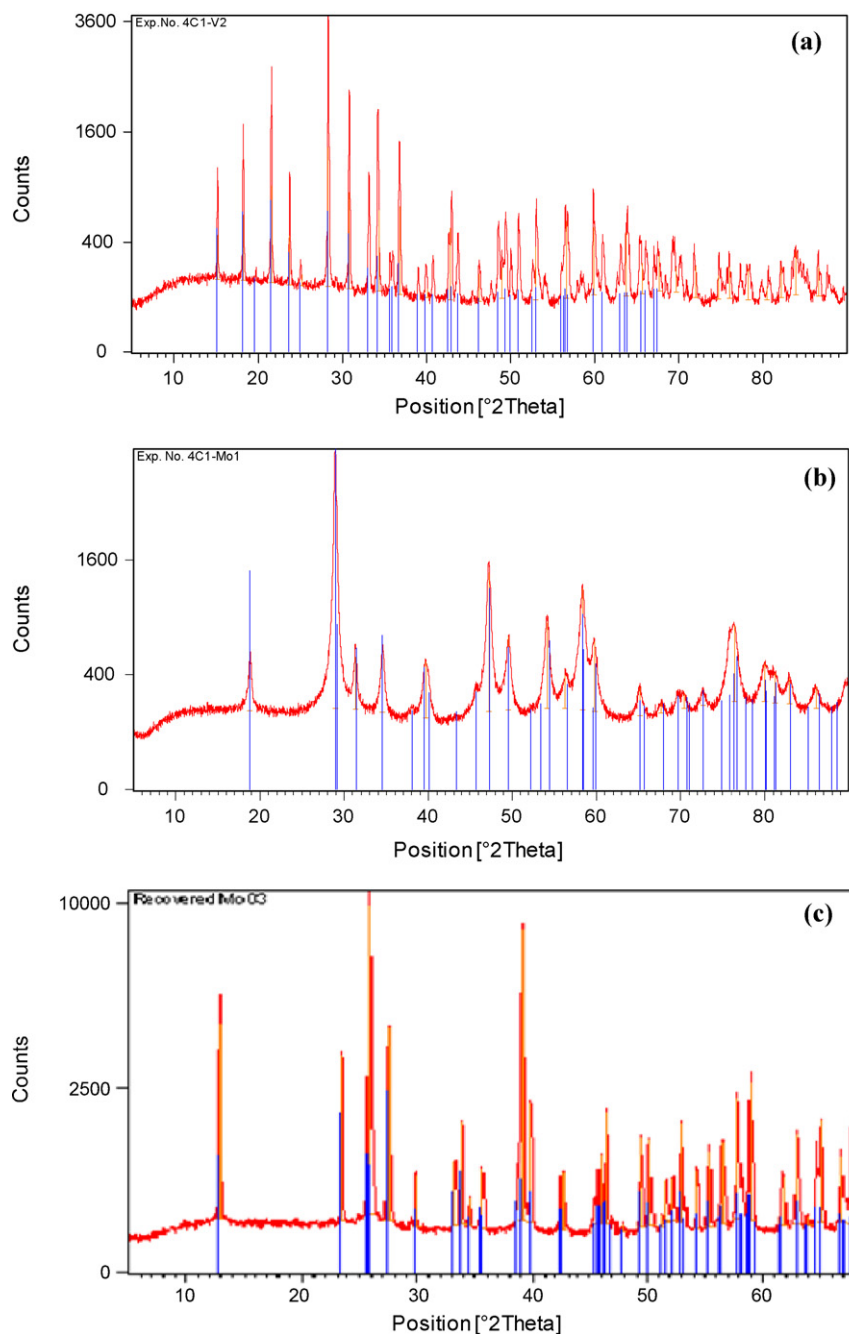 Exp.No. 4C1-V2
(a)
3600
1600
400
0
Counts
10 20 30 40 50 60 70 80
Position [°2Theta]
Exp. No. 4C1-Mo1
(b)
1600
400
0
Counts
10 20 30 40 50 60 70 80
Position [°2Theta]
Recovered MoO3
(c)
10000
2500
0
Counts
10 20 30 40 50 60
Position [°2Theta]